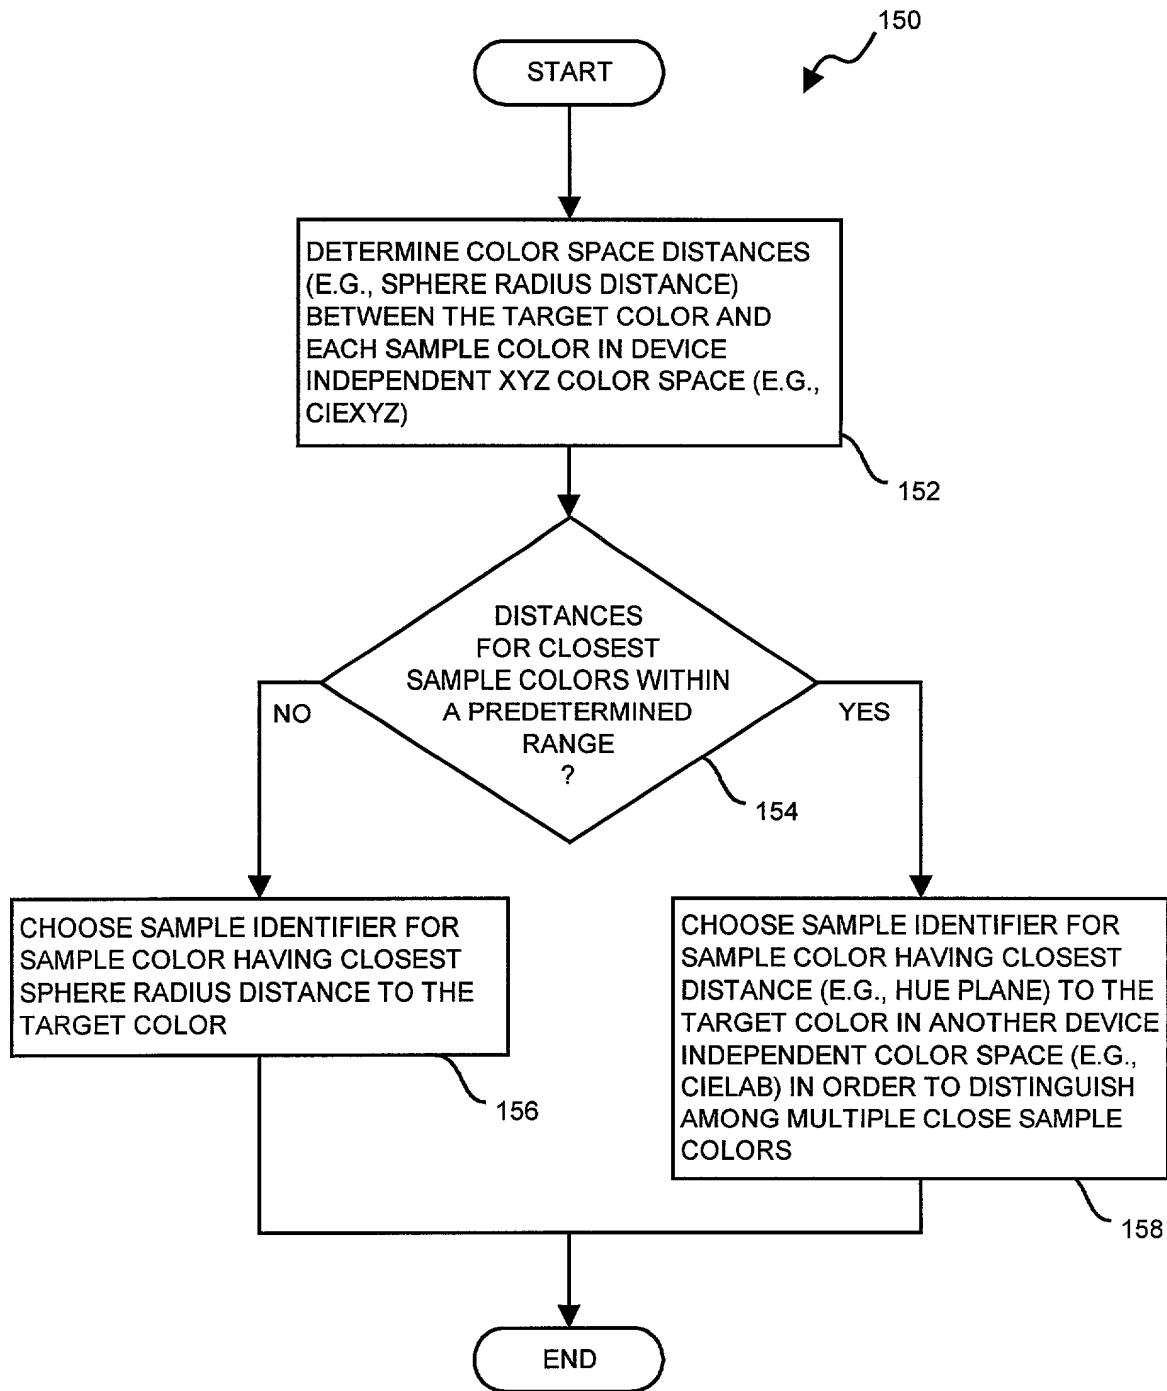 150
START
DETERMINE COLOR SPACE DISTANCES
(E.G., SPHERE RADIUS DISTANCE)
BETWEEN THE TARGET COLOR AND
EACH SAMPLE COLOR IN DEVICE
INDEPENDENT XYZ COLOR SPACE (E.G.,
CIEXYZ)
152
DISTANCES
FOR CLOSEST
SAMPLE COLORS WITHIN
A PREDETERMINED
RANGE
?
NO
YES
154
CHOOSE SAMPLE IDENTIFIER FOR
SAMPLE COLOR HAVING CLOSEST
SPHERE RADIUS DISTANCE TO THE
TARGET COLOR
156
CHOOSE SAMPLE IDENTIFIER FOR
SAMPLE COLOR HAVING CLOSEST
DISTANCE (E.G., HUE PLANE) TO THE
TARGET COLOR IN ANOTHER DEVICE
INDEPENDENT COLOR SPACE (E.G.,
CIELAB) IN ORDER TO DISTINGUISH
AMONG MULTIPLE CLOSE SAMPLE
COLORS
158
END